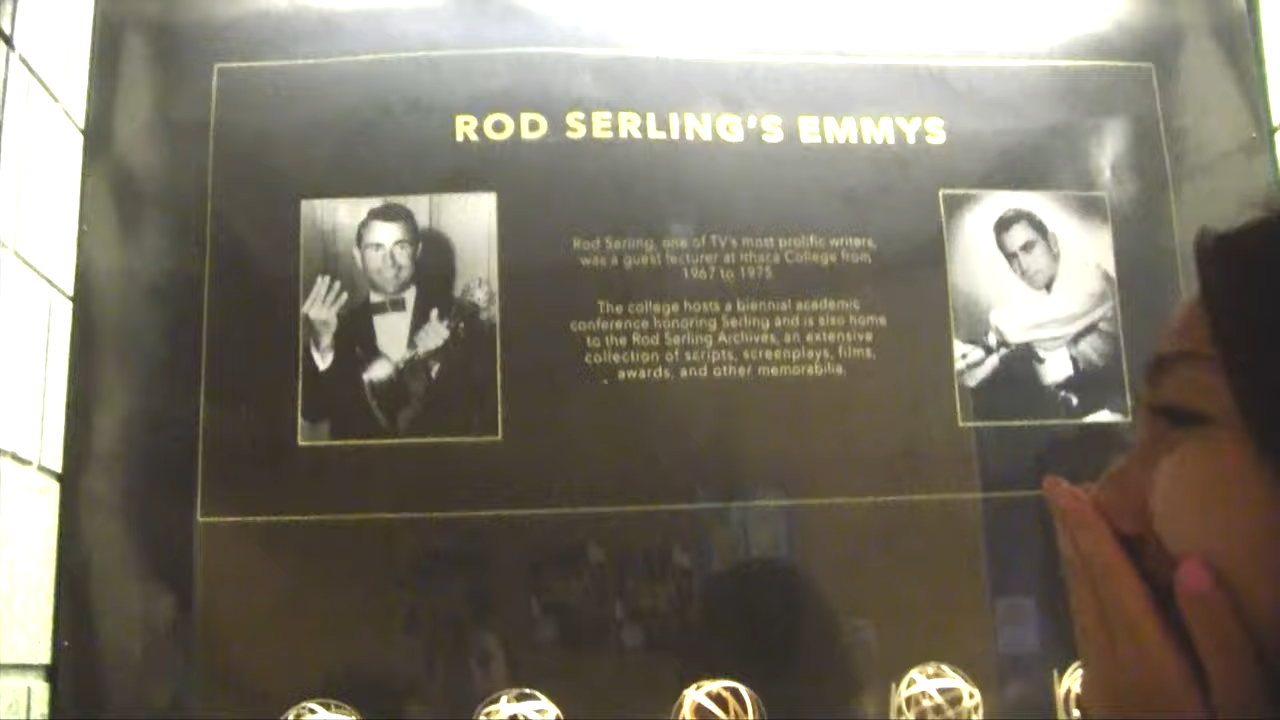 ROD SERLING'S EMMYS
Rod Serling, one of TV's most prolific writers,
was a guest lecturer at Ithaca College from
1967 to 1975.
The college hosts a biennial academic
conference honoring Serling and is also home
to the Rod Serling Archives, an extensive
collection of scripts, screenplays, films,
awards, and other memorabilia.